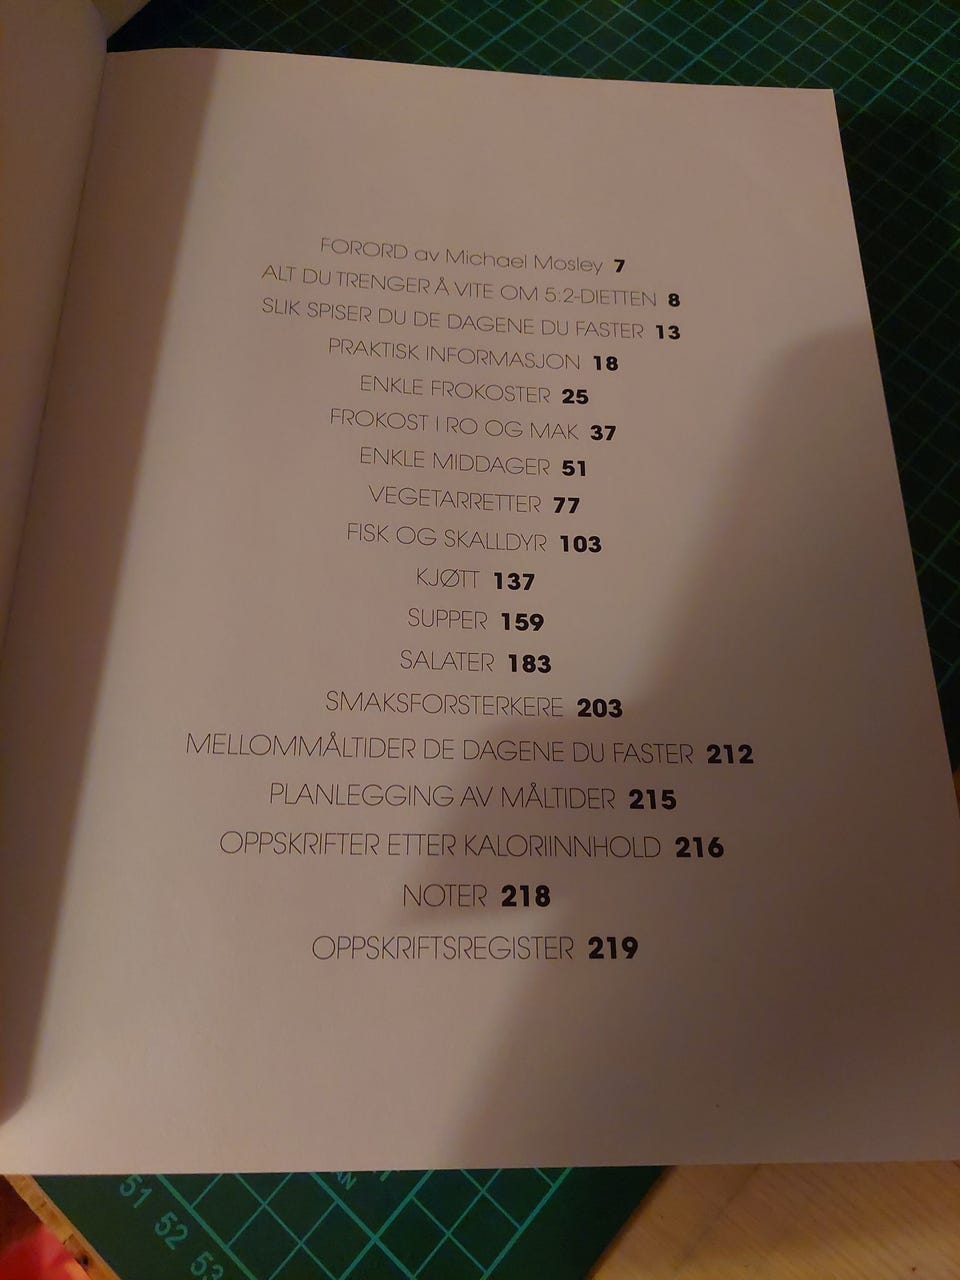 FORORD av Michael Mosley 7
ALT DU TRENGER Å VITE OM 5:2-DIETTEN 8
SLIK SPISER DU DE DAGENE DU FASTER 13
PRAKTISK INFORMASJON 18
ENKLE FROKOSTER 25
FROKOST I RO OG MAK 37
ENKLE MIDDAGER 51
VEGETARRETTER 77
FISK OG SKALLDYR 103
KJØTT 137
SUPPER 159
SALATER 183
SMAKSFORSTERKERE 203
MELLOMMÅLTIDER DE DAGENE DU FASTER 212
PLANLEGGING AV MÅLTIDER 215
OPPSKRIFTER ETTER KALORIINNHOLD 216
NOTER 218
OPPSKRIFTSREGISTER 219
51 52 53